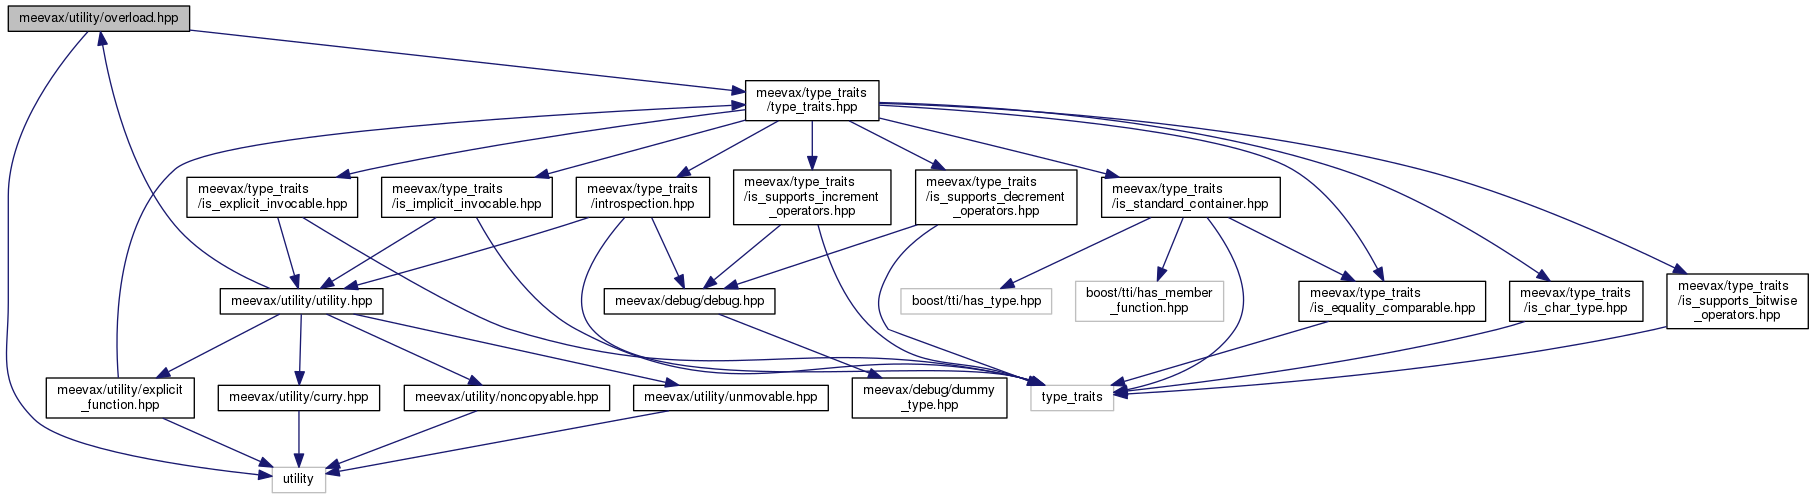 meevax/utility/overload.hpp
meevax/type_traits
/type_traits.hpp
meevax/type_traits
/is_explicit_invocable.hpp
meevax/type_traits
/is_implicit_invocable.hpp
meevax/type_traits
/introspection.hpp
meevax/type_traits
/is_supports_increment
_operators.hpp
meevax/type_traits
/is_supports_decrement
_operators.hpp
meevax/type_traits
/is_standard_container.hpp
meevax/utility/utility.hpp
meevax/debug/debug.hpp
boost/tti/has_type.hpp
boost/tti/has_member
_function.hpp
meevax/type_traits
/is_equality_comparable.hpp
meevax/type_traits
/is_char_type.hpp
meevax/type_traits
/is_supports_bitwise
_operators.hpp
meevax/utility/explicit
_function.hpp
meevax/utility/curry.hpp
meevax/utility/noncopyable.hpp
meevax/utility/unmovable.hpp
meevax/debug/dummy
_type.hpp
type_traits
utility